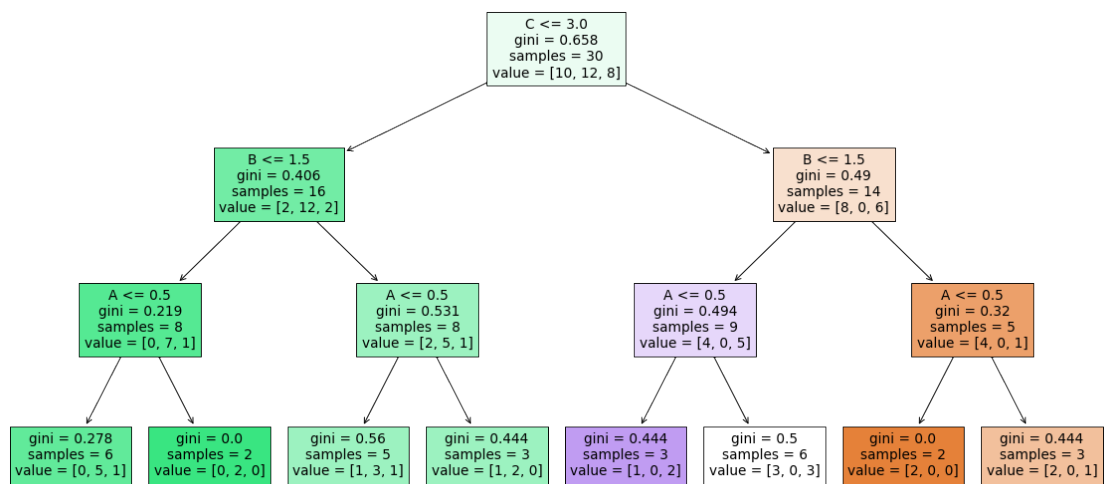 C <= 3.0
gini = 0.658
samples = 30
value = [10, 12, 8]
B <= 1.5
gini = 0.406
samples = 16
value = [2, 12, 2]
B <= 1.5
gini = 0.49
samples = 14
value = [8, 0, 6]
A <= 0.5
gini = 0.219
samples = 8
value = [0, 7, 1]
A <= 0.5
gini = 0.531
samples = 8
value = [2, 5, 1]
A <= 0.5
gini = 0.494
samples = 9
value = [4, 0, 5]
A <= 0.5
gini = 0.32
samples = 5
value = [4, 0, 1]
gini = 0.278
samples = 6
value = [0, 5, 1]
gini = 0.0
samples = 2
value = [0, 2, 0]
gini = 0.56
samples = 5
value = [1, 3, 1]
gini = 0.444
samples = 3
value = [1, 2, 0]
gini = 0.444
samples = 3
value = [1, 0, 2]
gini = 0.5
samples = 6
value = [3, 0, 3]
gini = 0.0
samples = 2
value = [2, 0, 0]
gini = 0.444
samples = 3
value = [2, 0, 1]